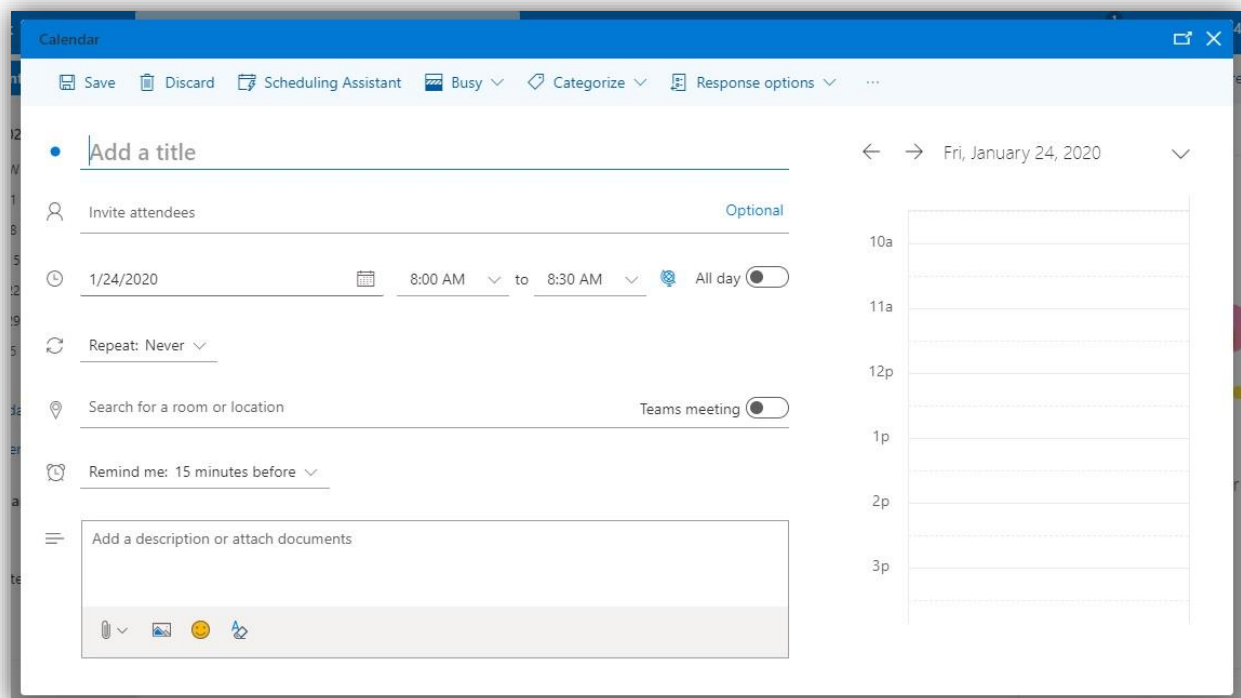 Calendar
Save Discard Scheduling Assistant Busy Categorize Response options ...
Add a title
Invite attendees Optional
1/24/2020 8:00 AM to 8:30 AM All day
Repeat: Never
Search for a room or location Teams meeting
Remind me: 15 minutes before
Add a description or attach documents
Fri, January 24, 2020
10a
11a
12p
1p
2p
3p